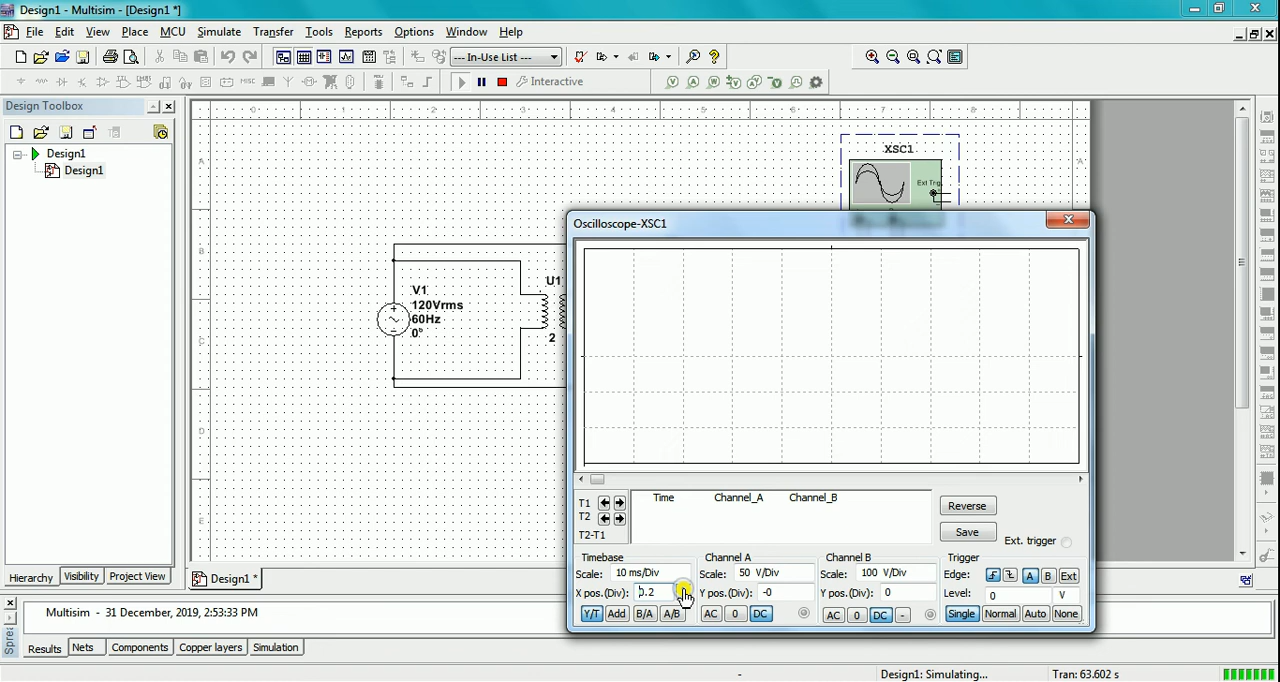 Design1 - Multisim - [Design1 *]
File Edit View Place MCU Simulate Transfer Tools Reports Options Window Help
--- In-Use List ---
Interactive
Design Toolbox
Design1
Design1
XSC1
Ext Trig
V1
120Vrms
60Hz
0°
U1
2
Oscilloscope-XSC1
Time Channel_A Channel_B
T1
T2
T2-T1
Reverse
Save
Ext. trigger
Timebase Channel A Channel B Trigger
Scale: 10 ms/Div Scale: 50 V/Div Scale: 100 V/Div Edge: A B Ext
X pos.(Div): 0.2 Y pos.(Div): -0 Y pos.(Div): 0 Level: 0 V
Y/T Add B/A A/B AC 0 DC AC 0 DC - Single Normal Auto None
Hierarchy Visibility Project View
Design1 *
Multisim - 31 December, 2019, 2:53:33 PM
Results Nets Components Copper layers Simulation
- Design1: Simulating... Tran: 63.602 s